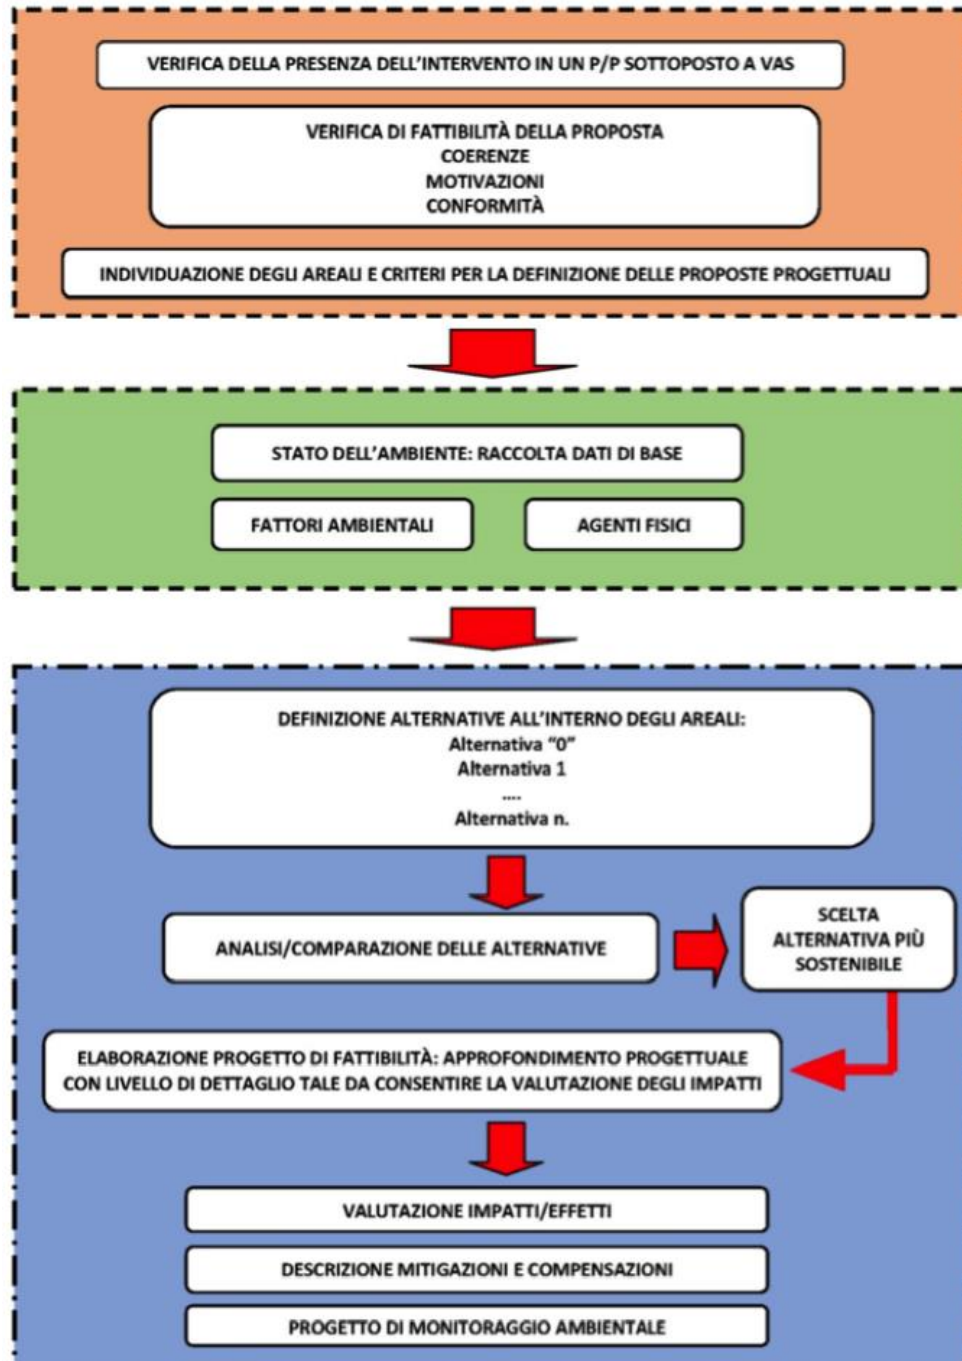 VERIFICA DELLA PRESENZA DELL'INTERVENTO IN UN P/P SOTTOPOSTO A VAS
VERIFICA DI FATTIBILITÀ DELLA PROPOSTA
COERENZE
MOTIVAZIONI
CONFORMITÀ
INDIVIDUAZIONE DEGLI AREALI E CRITERI PER LA DEFINIZIONE DELLE PROPOSTE PROGETTUALI
STATO DELL'AMBIENTE: RACCOLTA DATI DI BASE
FATTORI AMBIENTALI
AGENTI FISICI
DEFINIZIONE ALTERNATIVE ALL'INTERNO DEGLI AREALI:
Alternativa "0"
Alternativa 1
....
Alternativa n.
ANALISI/COMPARAZIONE DELLE ALTERNATIVE
SCELTA
ALTERNATIVA PIÙ
SOSTENIBILE
ELABORAZIONE PROGETTO DI FATTIBILITÀ: APPROFONDIMENTO PROGETTUALE
CON LIVELLO DI DETTAGLIO TALE DA CONSENTIRE LA VALUTAZIONE DEGLI IMPATTI
VALUTAZIONE IMPATTI/EFFETTI
DESCRIZIONE MITIGAZIONI E COMPENSAZIONI
PROGETTO DI MONITORAGGIO AMBIENTALE